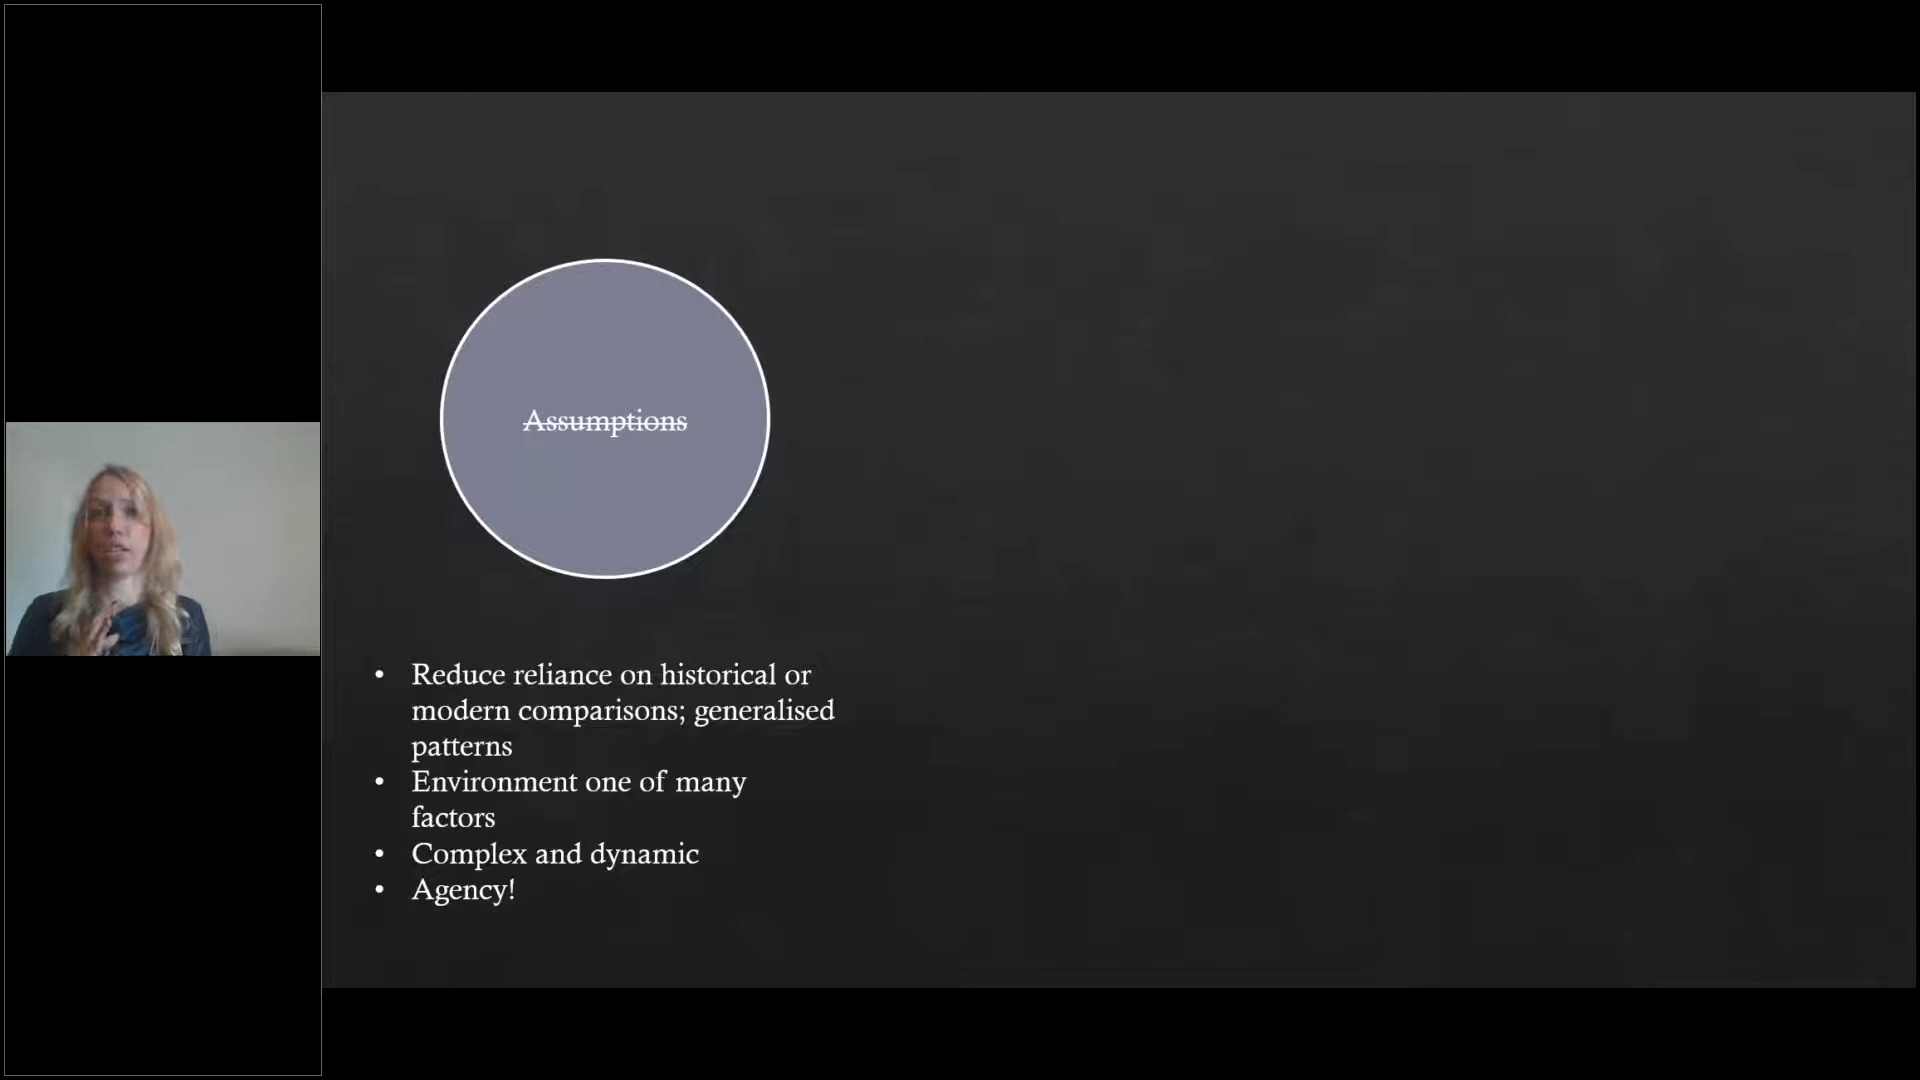 Assumptions
• Reduce reliance on historical or
modern comparisons; generalised
patterns
• Environment one of many
factors
• Complex and dynamic
• Agency!